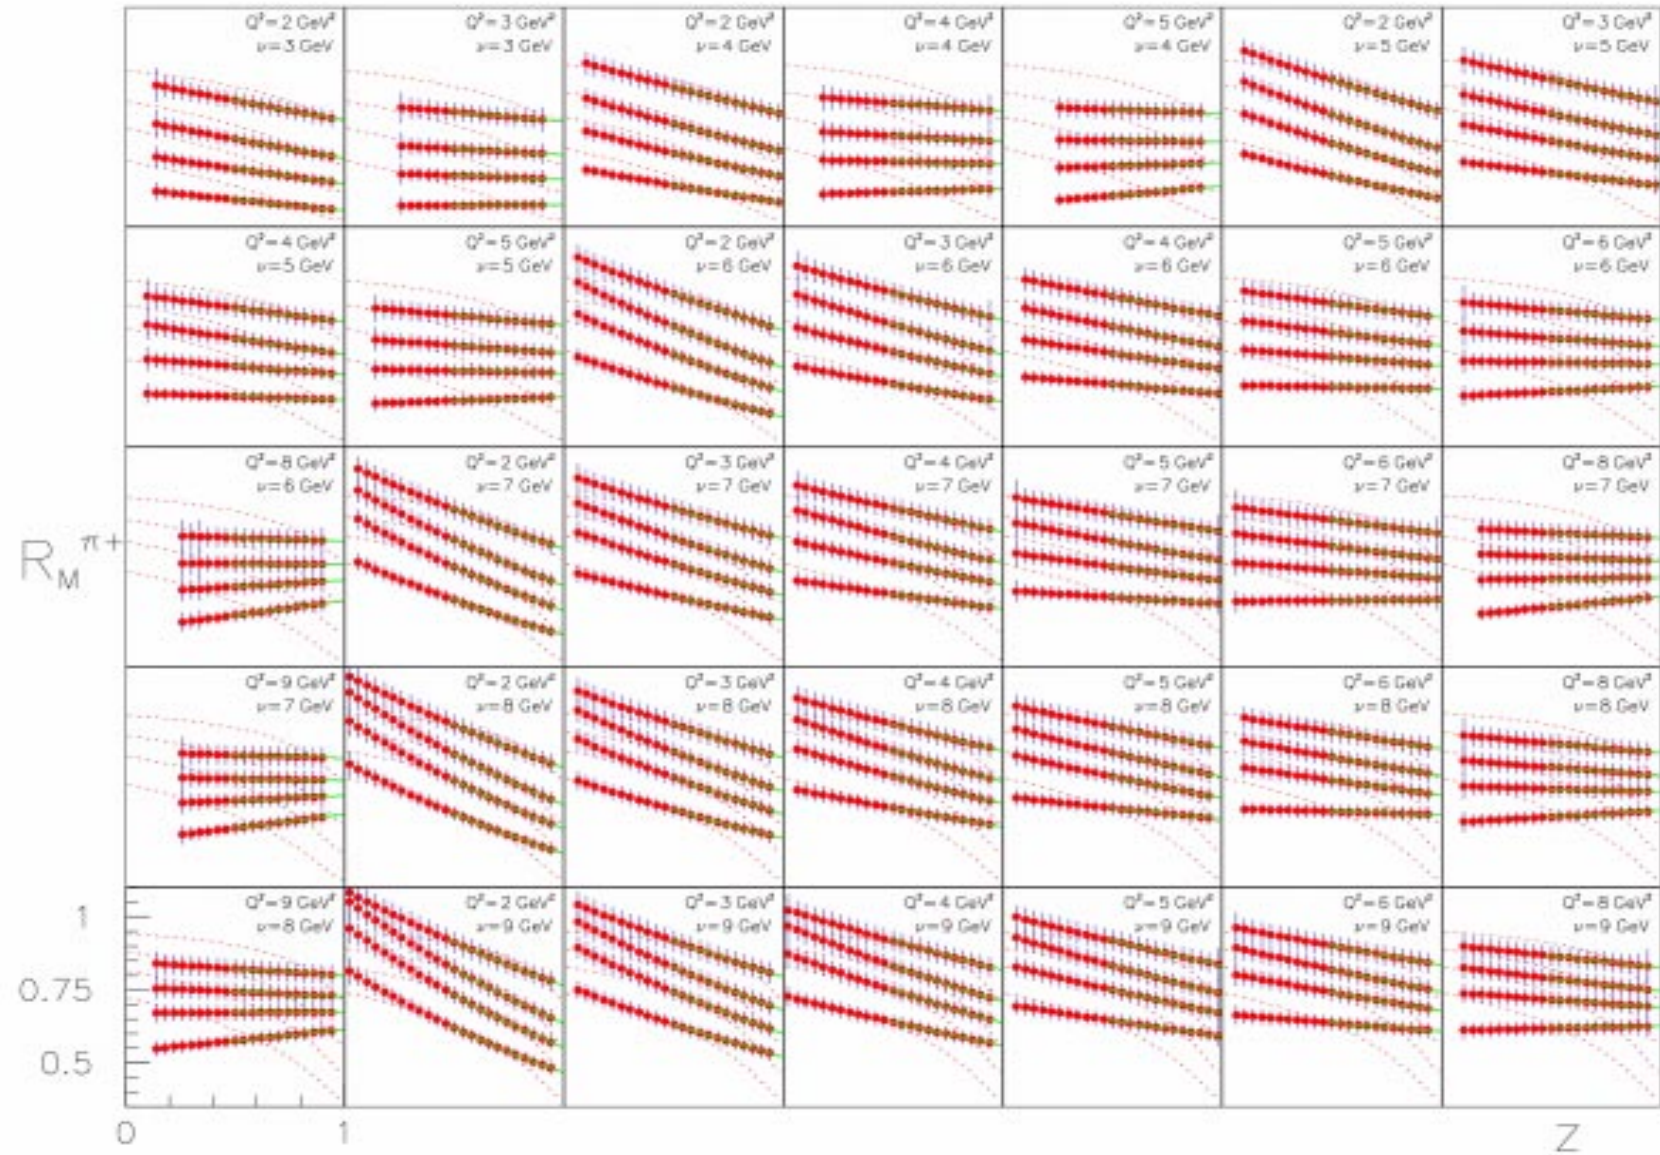 Q²=2 GeV²
ν=3 GeV
Q²=3 GeV²
ν=3 GeV
Q²=2 GeV²
ν=4 GeV
Q²=4 GeV²
ν=4 GeV
Q²=5 GeV²
ν=4 GeV
Q²=2 GeV²
ν=5 GeV
Q²=3 GeV²
ν=5 GeV
Q²=4 GeV²
ν=5 GeV
Q²=5 GeV²
ν=5 GeV
Q²=2 GeV²
ν=6 GeV
Q²=3 GeV²
ν=6 GeV
Q²=4 GeV²
ν=6 GeV
Q²=5 GeV²
ν=6 GeV
Q²=6 GeV²
ν=6 GeV
Q²=8 GeV²
ν=6 GeV
Q²=2 GeV²
ν=7 GeV
Q²=3 GeV²
ν=7 GeV
Q²=4 GeV²
ν=7 GeV
Q²=5 GeV²
ν=7 GeV
Q²=6 GeV²
ν=7 GeV
Q²=8 GeV²
ν=7 GeV
R_M^π+
Q²=9 GeV²
ν=7 GeV
Q²=2 GeV²
ν=8 GeV
Q²=3 GeV²
ν=8 GeV
Q²=4 GeV²
ν=8 GeV
Q²=5 GeV²
ν=8 GeV
Q²=6 GeV²
ν=8 GeV
Q²=8 GeV²
ν=8 GeV
Q²=9 GeV²
ν=8 GeV
Q²=2 GeV²
ν=9 GeV
Q²=3 GeV²
ν=9 GeV
Q²=4 GeV²
ν=9 GeV
Q²=5 GeV²
ν=9 GeV
Q²=6 GeV²
ν=9 GeV
Q²=8 GeV²
ν=9 GeV
1
0.75
0.5
0 1 Z